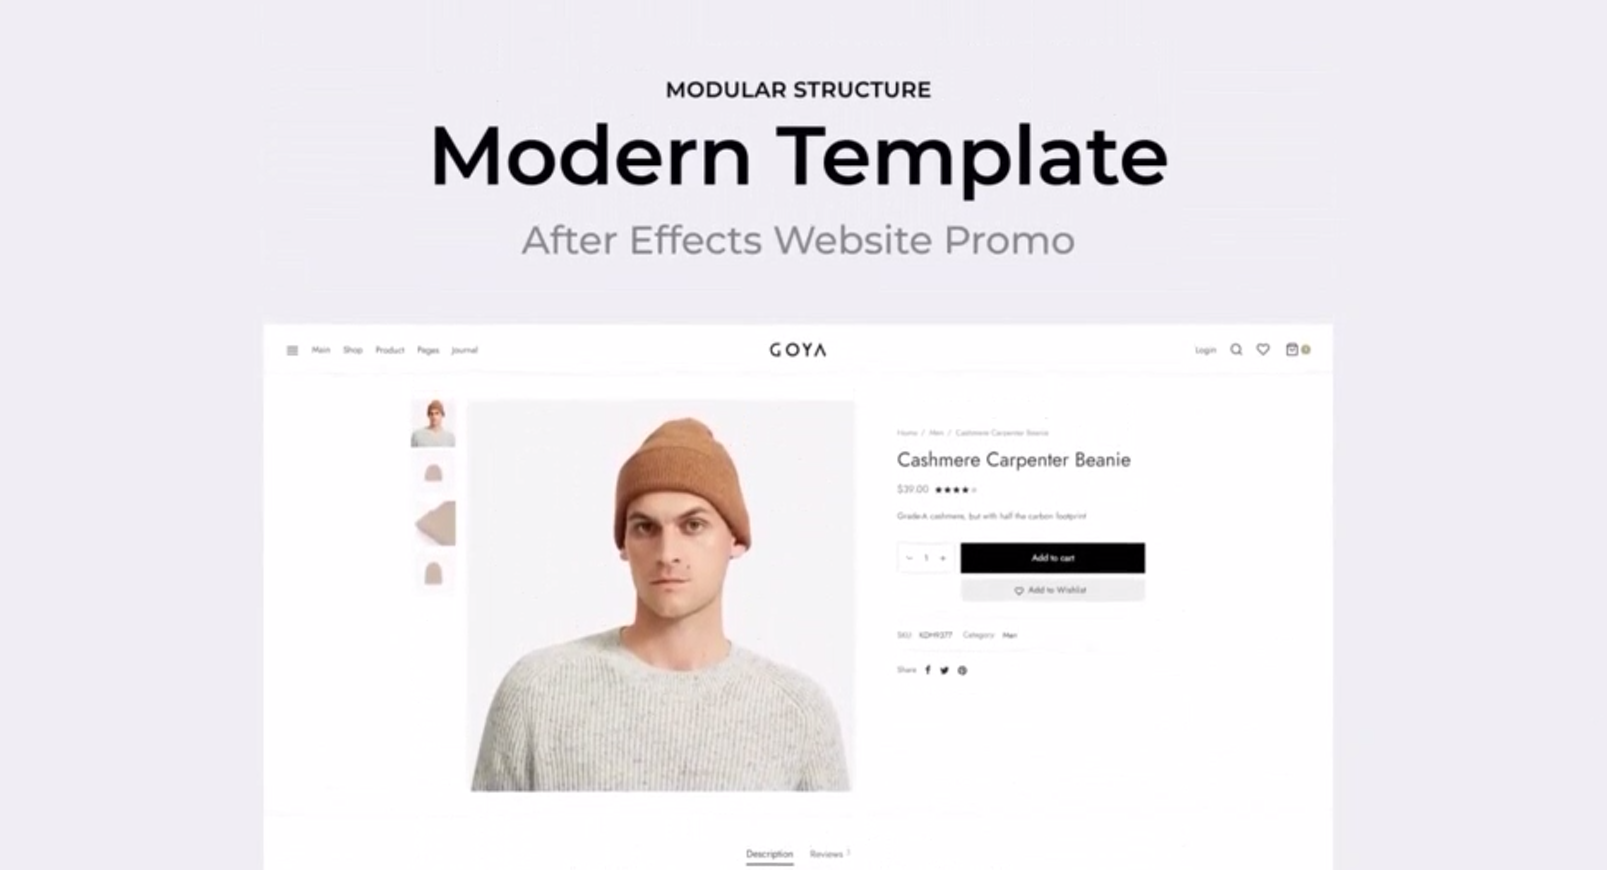 MODULAR STRUCTURE
Modern Template
After Effects Website Promo
Main Shop Product Pages Journal
GOYA
Login
Home / Men / Cashmere Carpenter Beanie
Cashmere Carpenter Beanie
$39.00
Grade-A cashmere, but with half the carbon footprint
1
Add to cart
Add to Wishlist
SKU: Category: Men
Share
Description Reviews